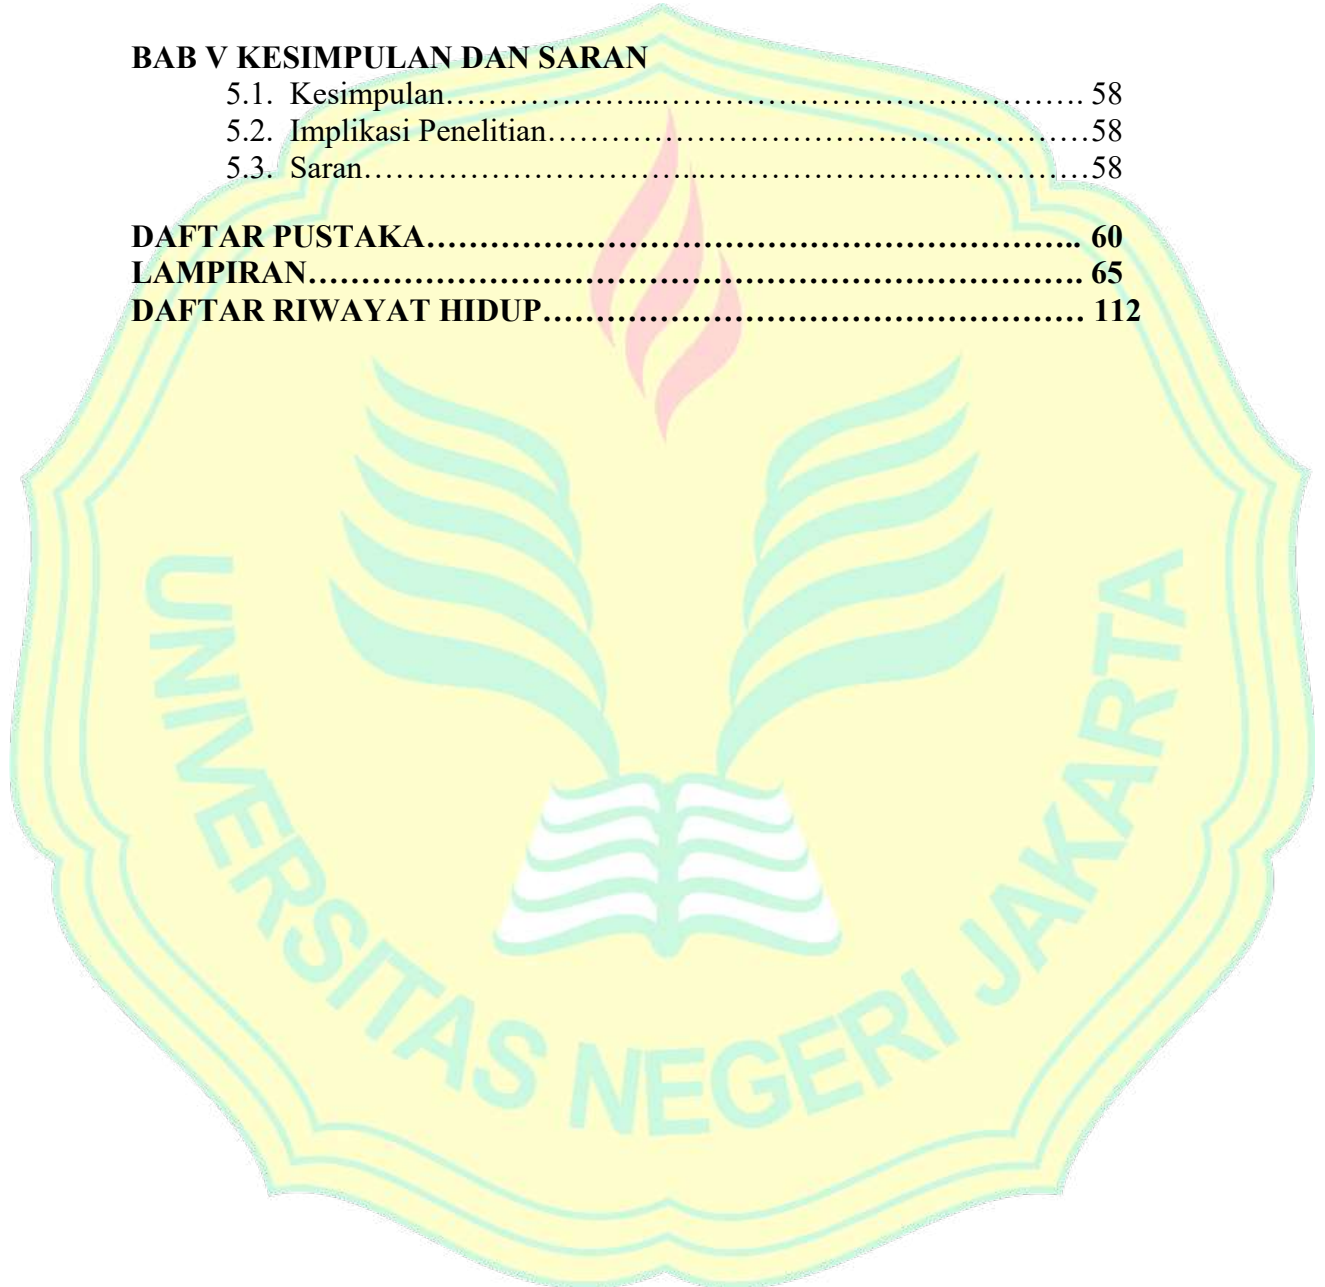 BAB V KESIMPULAN DAN SARAN
5.1. Kesimpulan………………...…………………………………. 58
5.2. Implikasi Penelitian……………………………………………58
5.3. Saran…………………………...………………………………58
DAFTAR PUSTAKA…………………………………………………….. 60
LAMPIRAN………………………………………………………………. 65
DAFTAR RIWAYAT HIDUP…………………………………………… 112
UNIVERSITAS NEGERI JAKARTA